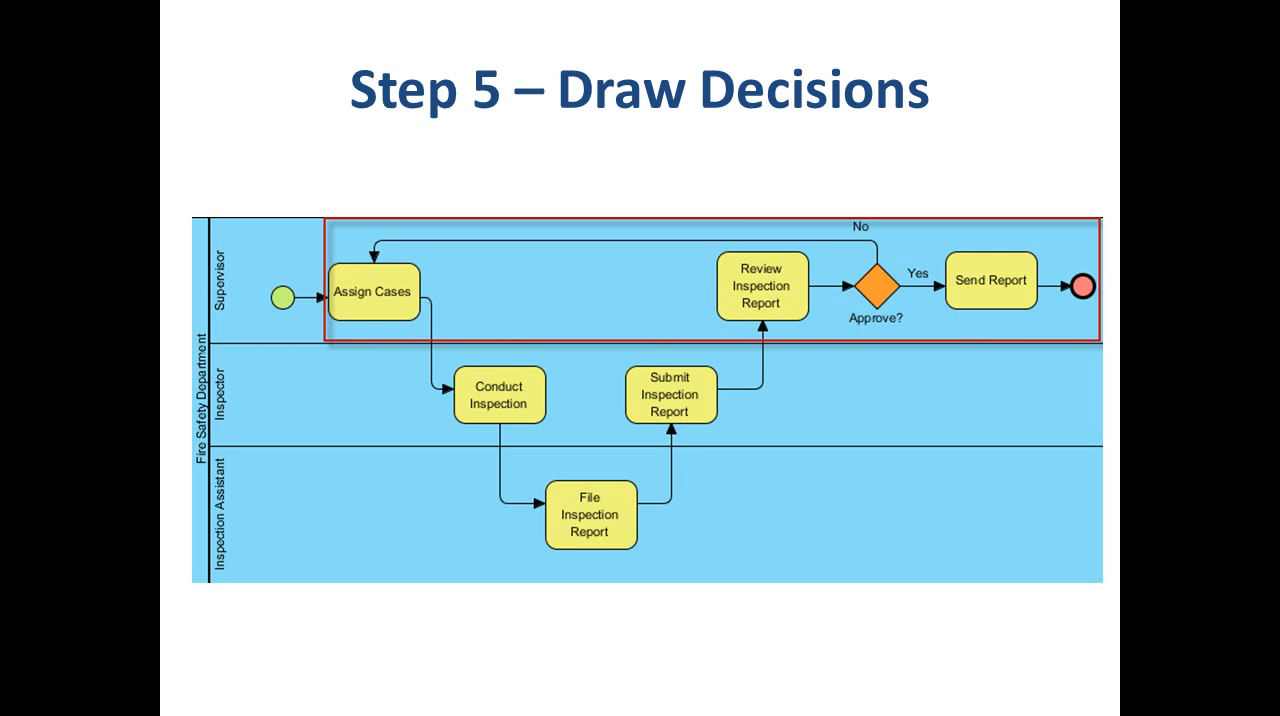 Step 5 – Draw Decisions
Fire Safety Department
Supervisor
Assign Cases
Review
Inspection
Report
No
Approve?
Yes
Send Report
Inspector
Conduct
Inspection
Submit
Inspection
Report
Inspection Assistant
File
Inspection
Report